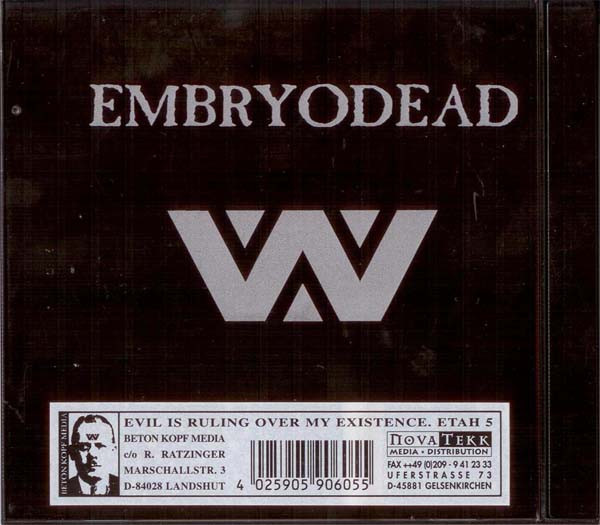 EMBRYODEAD
W
EVIL IS RULING OVER MY EXISTENCE. ETAH 5
BETON KOPF MEDIA
BETON KOPF MEDIA
c/o R. RATZINGER
MARSCHALLSTR. 3
D-84028 LANDSHUT
4 025905 906055
NOVATEKK
MEDIA • DISTRIBUTION
FAX ++49 (0)209 - 9 41 22 33
UFERSTRASSE 73
D-45881 GELSENKIRCHEN